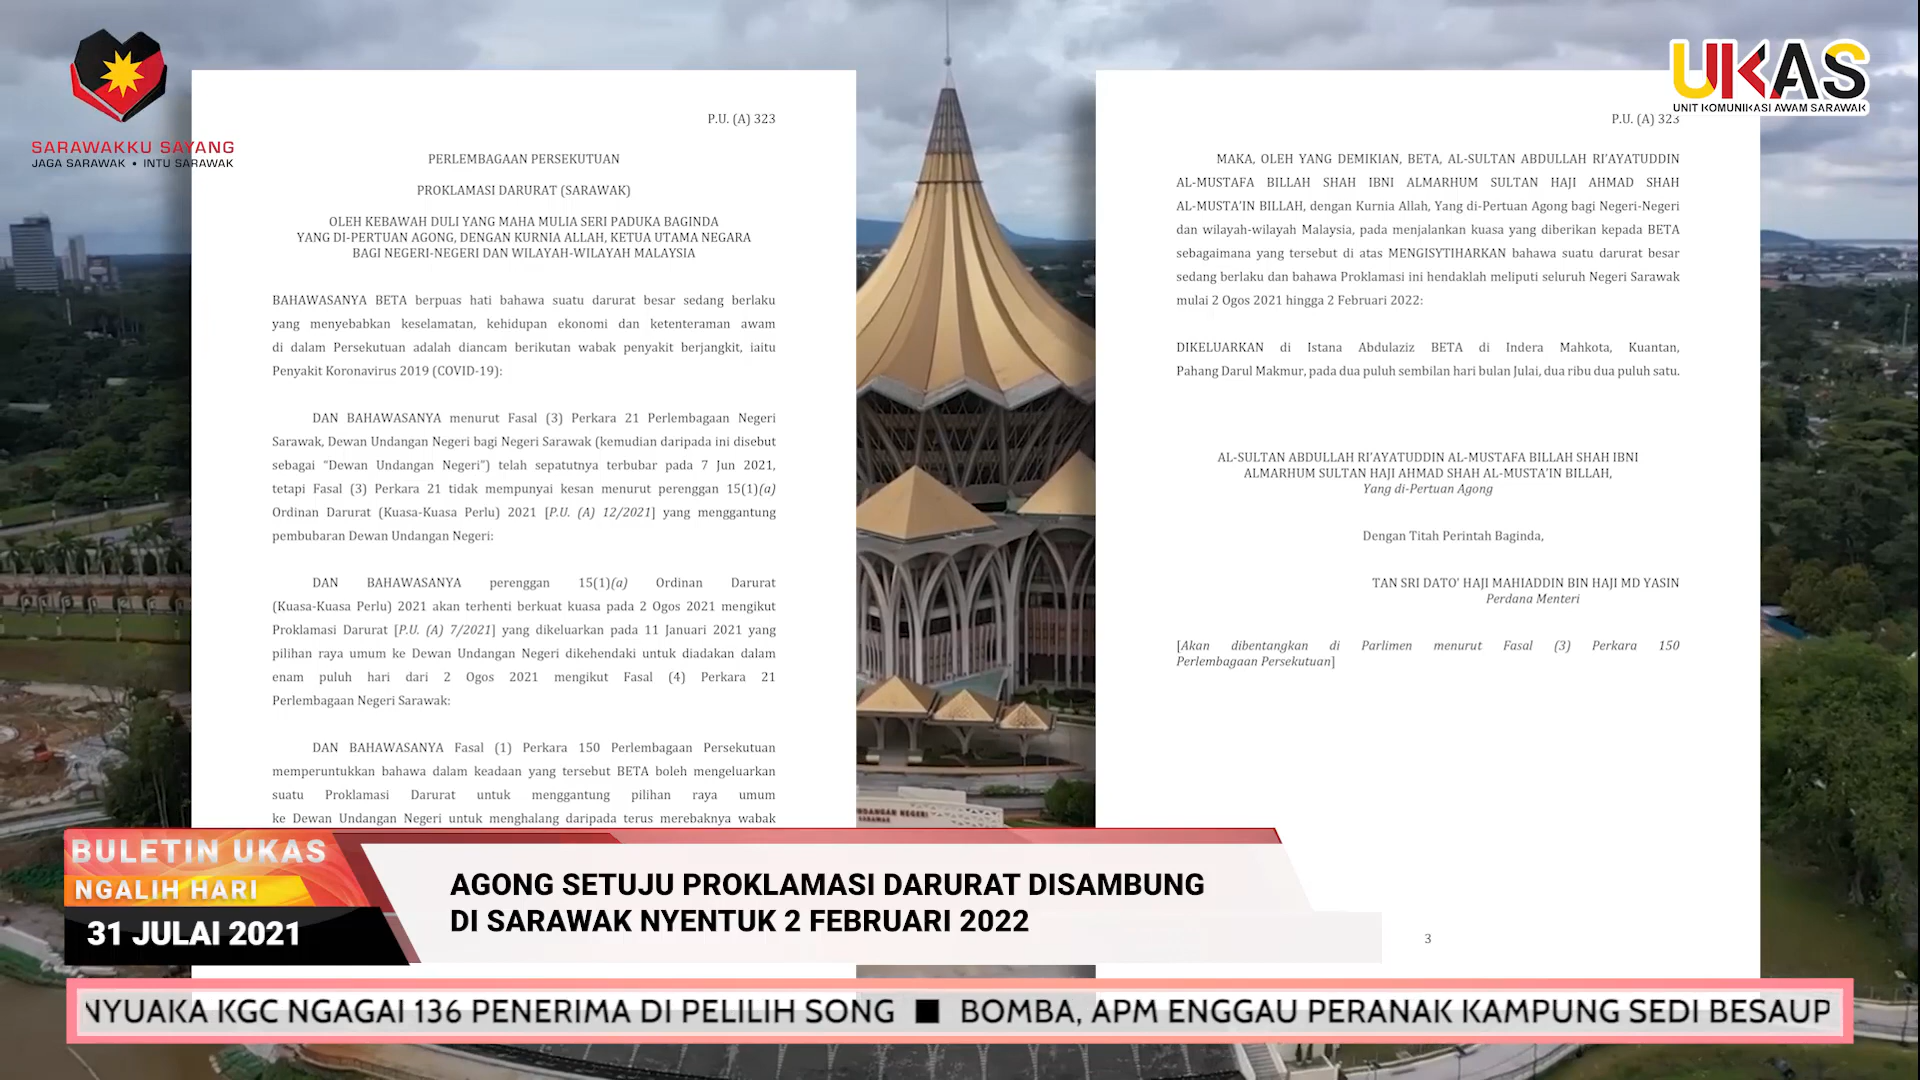 SARAWAKKU SAYANG
JAGA SARAWAK • INTU SARAWAK
UKAS
UNIT KOMUNIKASI AWAM SARAWAK
P.U. (A) 323
PERLEMBAGAAN PERSEKUTUAN
PROKLAMASI DARURAT (SARAWAK)
OLEH KEBAWAH DULI YANG MAHA MULIA SERI PADUKA BAGINDA
YANG DI-PERTUAN AGONG, DENGAN KURNIA ALLAH, KETUA UTAMA NEGARA
BAGI NEGERI-NEGERI DAN WILAYAH-WILAYAH MALAYSIA
BAHAWASANYA BETA berpuas hati bahawa suatu darurat besar sedang berlaku
yang menyebabkan keselamatan, kehidupan ekonomi dan ketenteraman awam
di dalam Persekutuan adalah diancam berikutan wabak penyakit berjangkit, iaitu
Penyakit Koronavirus 2019 (COVID-19):
DAN BAHAWASANYA menurut Fasal (3) Perkara 21 Perlembagaan Negeri
Sarawak, Dewan Undangan Negeri bagi Negeri Sarawak (kemudian daripada ini disebut
sebagai “Dewan Undangan Negeri”) telah sepatutnya terbubar pada 7 Jun 2021,
tetapi Fasal (3) Perkara 21 tidak mempunyai kesan menurut perenggan 15(1)(a)
Ordinan Darurat (Kuasa-Kuasa Perlu) 2021 [P.U. (A) 12/2021] yang menggantung
pembubaran Dewan Undangan Negeri:
DAN BAHAWASANYA perenggan 15(1)(a) Ordinan Darurat
(Kuasa-Kuasa Perlu) 2021 akan terhenti berkuat kuasa pada 2 Ogos 2021 mengikut
Proklamasi Darurat [P.U. (A) 7/2021] yang dikeluarkan pada 11 Januari 2021 yang
pilihan raya umum ke Dewan Undangan Negeri dikehendaki untuk diadakan dalam
enam puluh hari dari 2 Ogos 2021 mengikut Fasal (4) Perkara 21
Perlembagaan Negeri Sarawak:
DAN BAHAWASANYA Fasal (1) Perkara 150 Perlembagaan Persekutuan
memperuntukkan bahawa dalam keadaan yang tersebut BETA boleh mengeluarkan
suatu Proklamasi Darurat untuk menggantung pilihan raya umum
ke Dewan Undangan Negeri untuk menghalang daripada terus merebaknya wabak
P.U. (A) 323
MAKA, OLEH YANG DEMIKIAN, BETA, AL-SULTAN ABDULLAH RI’AYATUDDIN
AL-MUSTAFA BILLAH SHAH IBNI ALMARHUM SULTAN HAJI AHMAD SHAH
AL-MUSTA’IN BILLAH, dengan Kurnia Allah, Yang di-Pertuan Agong bagi Negeri-Negeri
dan wilayah-wilayah Malaysia, pada menjalankan kuasa yang diberikan kepada BETA
sebagaimana yang tersebut di atas MENGISYTIHARKAN bahawa suatu darurat besar
sedang berlaku dan bahawa Proklamasi ini hendaklah meliputi seluruh Negeri Sarawak
mulai 2 Ogos 2021 hingga 2 Februari 2022:
DIKELUARKAN di Istana Abdulaziz BETA di Indera Mahkota, Kuantan,
Pahang Darul Makmur, pada dua puluh sembilan hari bulan Julai, dua ribu dua puluh satu.
AL-SULTAN ABDULLAH RI’AYATUDDIN AL-MUSTAFA BILLAH SHAH IBNI
ALMARHUM SULTAN HAJI AHMAD SHAH AL-MUSTA’IN BILLAH,
Yang di-Pertuan Agong
Dengan Titah Perintah Baginda,
TAN SRI DATO’ HAJI MAHIADDIN BIN HAJI MD YASIN
Perdana Menteri
[Akan dibentangkan di Parlimen menurut Fasal (3) Perkara 150
Perlembagaan Persekutuan]
3
BULETIN UKAS
NGALIH HARI
31 JULAI 2021
AGONG SETUJU PROKLAMASI DARURAT DISAMBUNG
DI SARAWAK NYENTUK 2 FEBRUARI 2022
NYUAKA KGC NGAGAI 136 PENERIMA DI PELILIH SONG ■ BOMBA, APM ENGGAU PERANAK KAMPUNG SEDI BESAUP